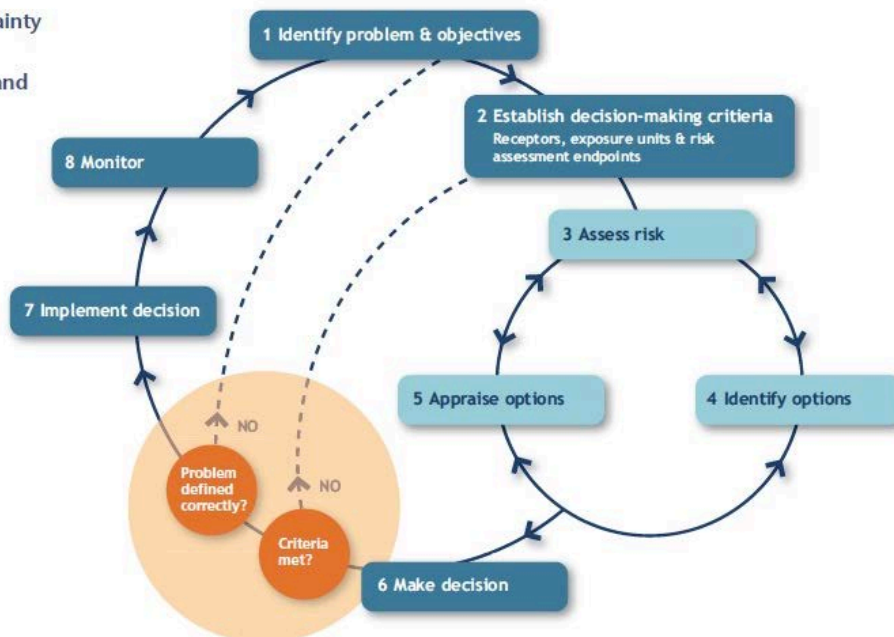 ainty
and
1 Identify problem & objectives
2 Establish decision-making critieria
Receptors, exposure units & risk
assessment endpoints
8 Monitor
3 Assess risk
7 Implement decision
5 Appraise options
4 Identify options
NO
Problem
defined
correctly?
NO
Criteria
met?
6 Make decision